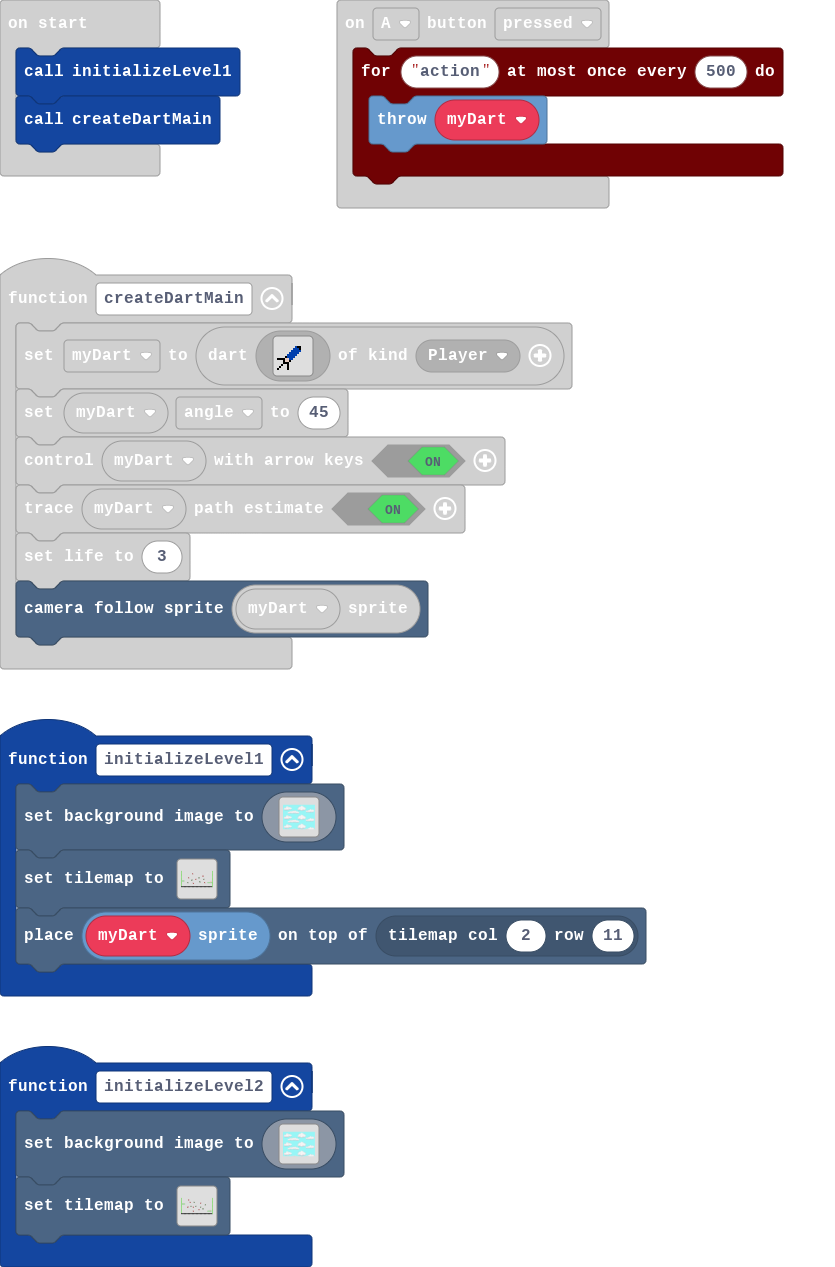 on start
call initializeLevel1
call createDartMain
on A button pressed
for "action" at most once every 500 do
throw myDart
function createDartMain
set myDart to dart of kind Player
set myDart angle to 45
control myDart with arrow keys ON
trace myDart path estimate ON
set life to 3
camera follow sprite myDart sprite
function initializeLevel1
set background image to
set tilemap to
place myDart sprite on top of tilemap col 2 row 11
function initializeLevel2
set background image to
set tilemap to